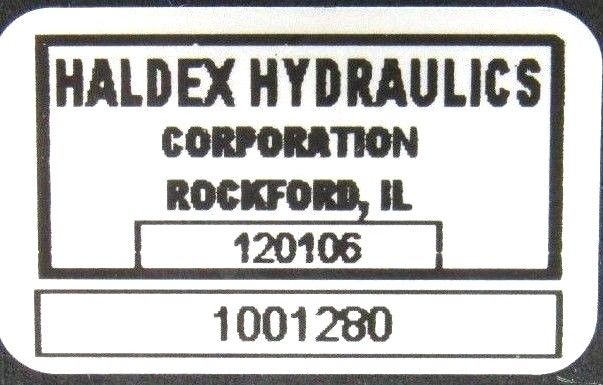 HALDEX HYDRAULICS
CORPORATION
ROCKFORD, IL
120106
1001280